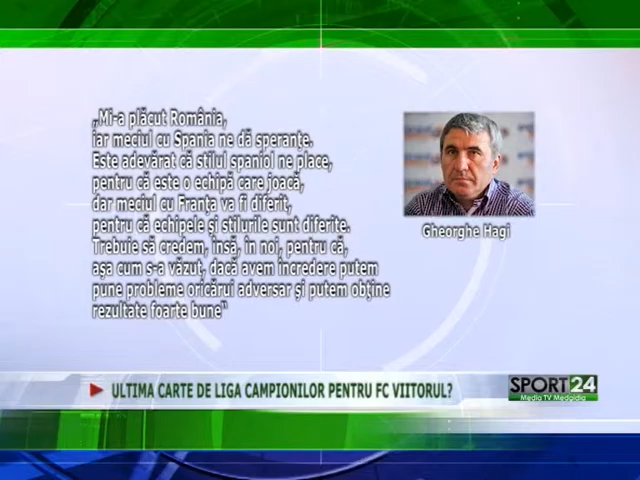 „Mi-a plăcut România,
iar meciul cu Spania ne dă speranțe.
Este adevărat că stilul spaniol ne place,
pentru că este o echipă care joacă,
dar meciul cu Franța va fi diferit,
pentru că echipele și stilurile sunt diferite.
Trebuie să credem, însă, în noi, pentru că,
așa cum s-a văzut, dacă avem încredere putem
pune probleme oricărui adversar și putem obține
rezultate foarte bune“
Gheorghe Hagi
ULTIMA CARTE DE LIGA CAMPIONILOR PENTRU FC VIITORUL?
SPORT 24
Media TV Medgidia